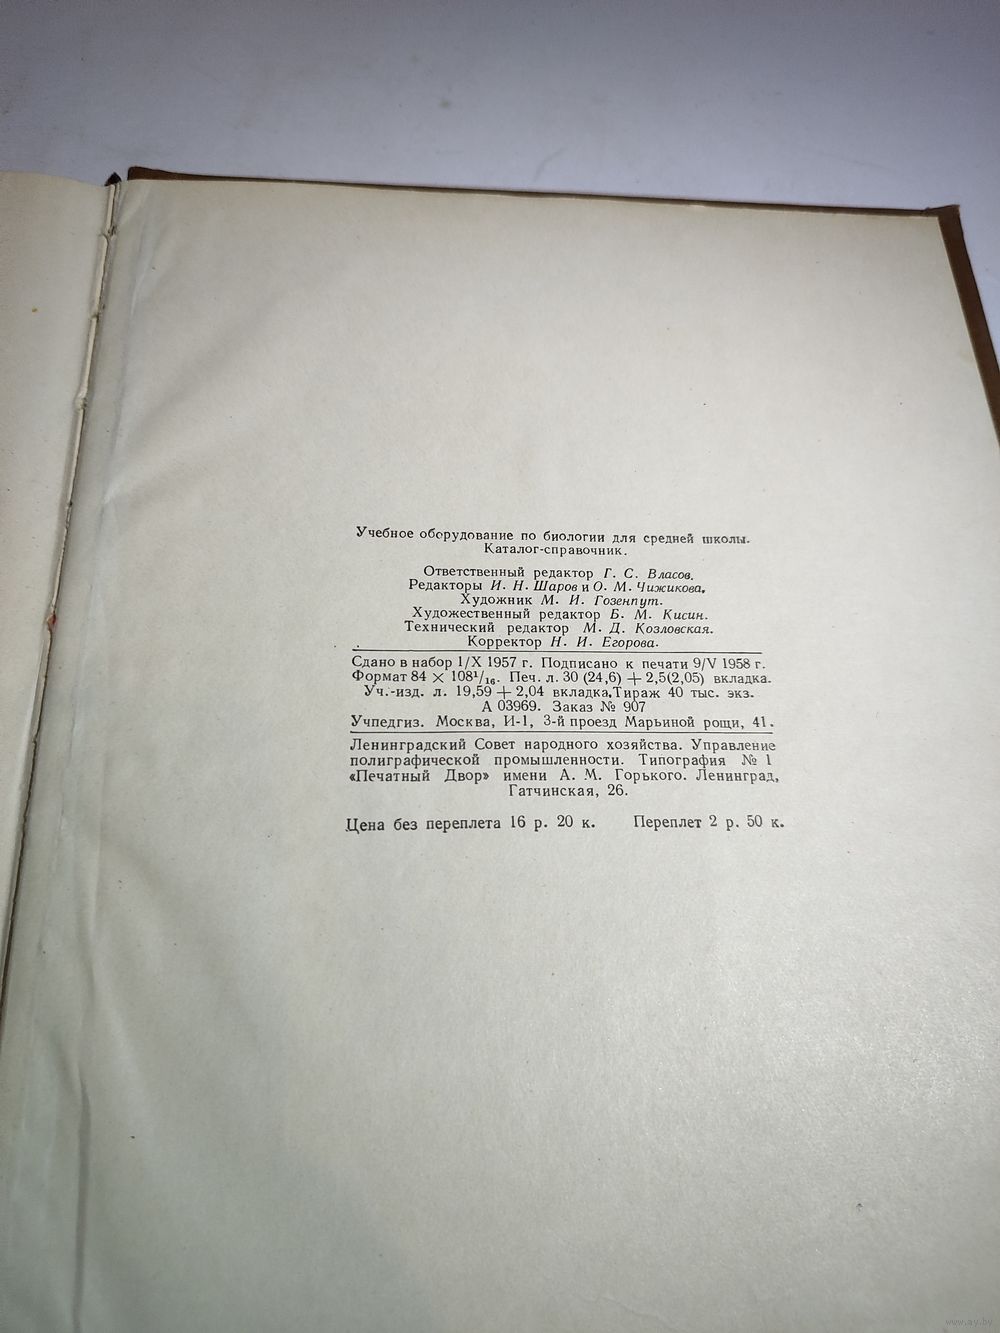 Учебное оборудование по биологии для средней школы.
Каталог-справочник.
Ответственный редактор Г. С. Власов.
Редакторы И. Н. Шаров и О. М. Чижикова.
Художник М. И. Гозенпут.
Художественный редактор Б. М. Кисин.
Технический редактор М. Д. Козловская.
Корректор Н. И. Егорова.
Сдано в набор 1/X 1957 г. Подписано к печати 9/V 1958 г.
Формат 84 × 108¹/₁₆. Печ. л. 30 (24,6) + 2,5(2,05) вкладка.
Уч.-изд. л. 19,59 + 2,04 вкладка. Тираж 40 тыс. экз.
А 03969. Заказ № 907
Учпедгиз. Москва, И-1, 3-й проезд Марьиной рощи, 41.
Ленинградский Совет народного хозяйства. Управление
полиграфической промышленности. Типография № 1
«Печатный Двор» имени А. М. Горького. Ленинград,
Гатчинская, 26.
Цена без переплета 16 р. 20 к. Переплет 2 р. 50 к.
www.ay.by